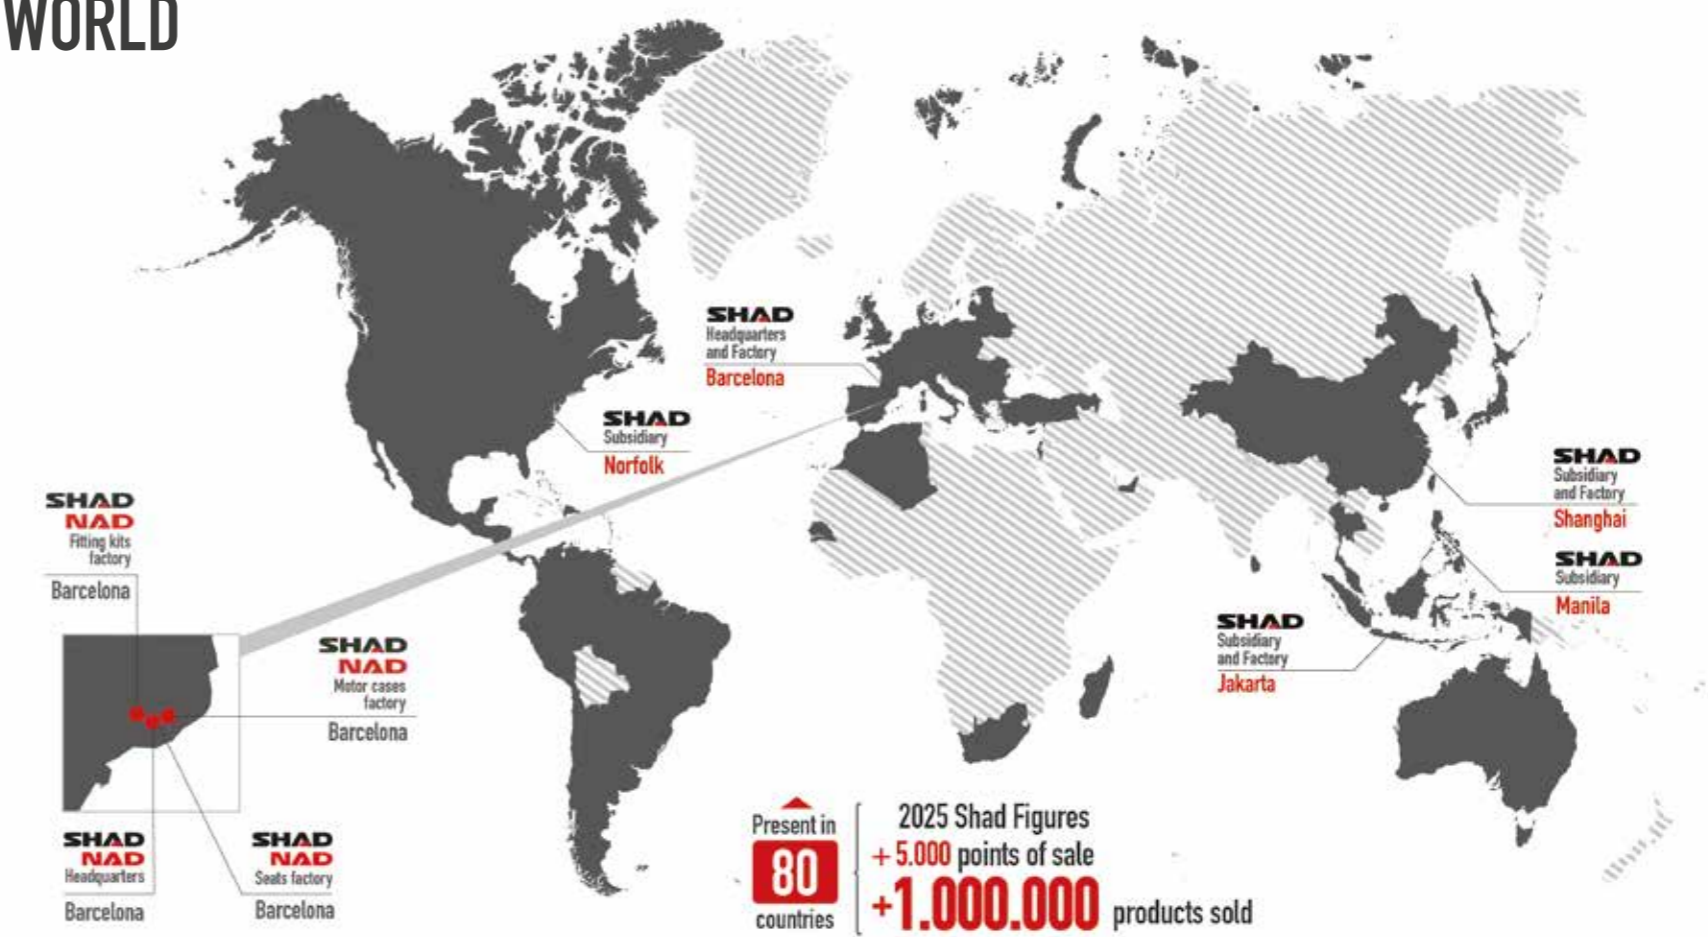 WORLD
SHAD
Headquarters
and Factory
Barcelona
SHAD
Subsidiary
Norfolk
SHAD
Subsidiary
and Factory
Shanghai
SHAD
Subsidiary
Manila
SHAD
Subsidiary
and Factory
Jakarta
SHAD
NAD
Fitting kits
factory
Barcelona
SHAD
NAD
Motor cases
factory
Barcelona
SHAD
NAD
Headquarters
Barcelona
SHAD
NAD
Seats factory
Barcelona
Present in
80
countries
2025 Shad Figures
+5.000 points of sale
+1.000.000 products sold